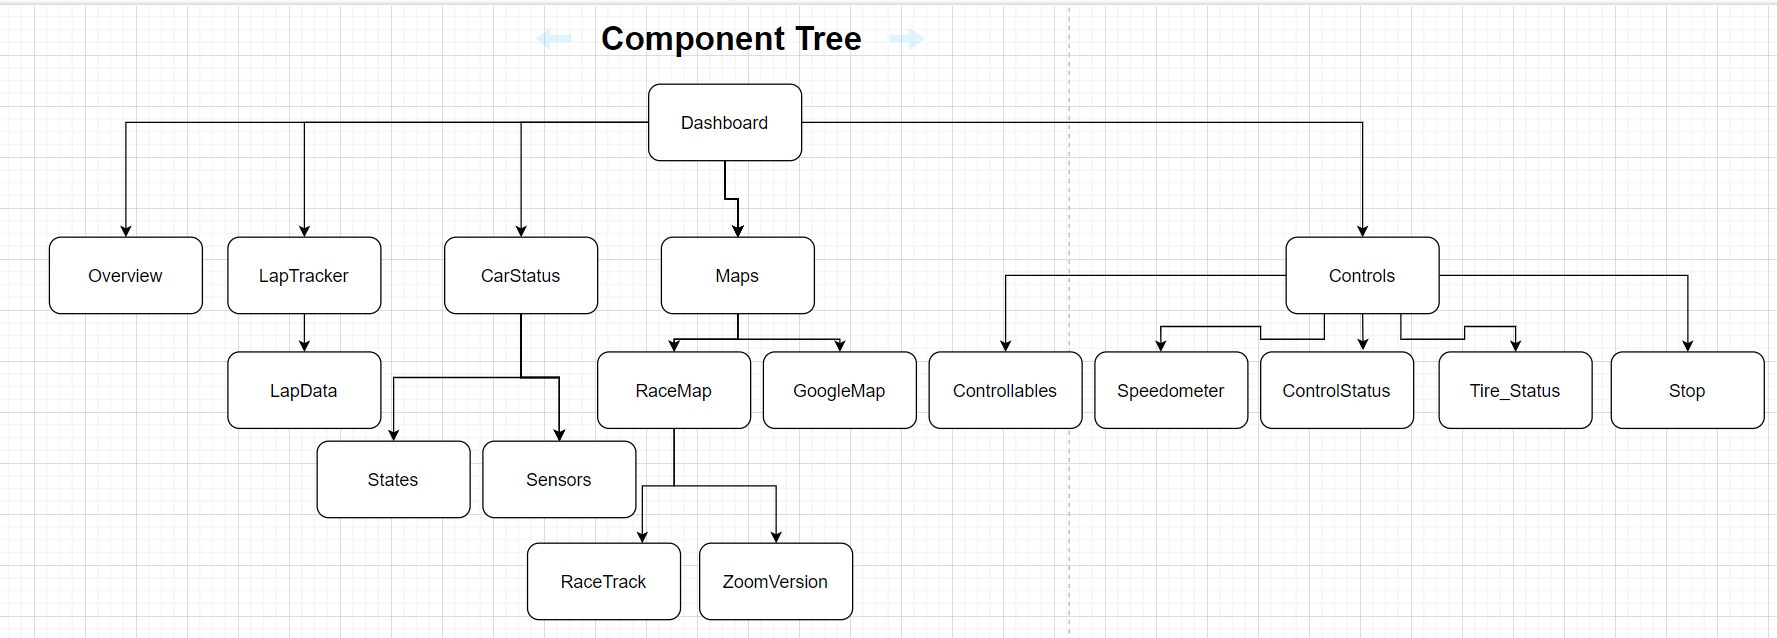 Component Tree
Dashboard
Overview
LapTracker
CarStatus
Maps
Controls
LapData
RaceMap
GoogleMap
Controllables
Speedometer
ControlStatus
Tire_Status
Stop
States
Sensors
RaceTrack
ZoomVersion